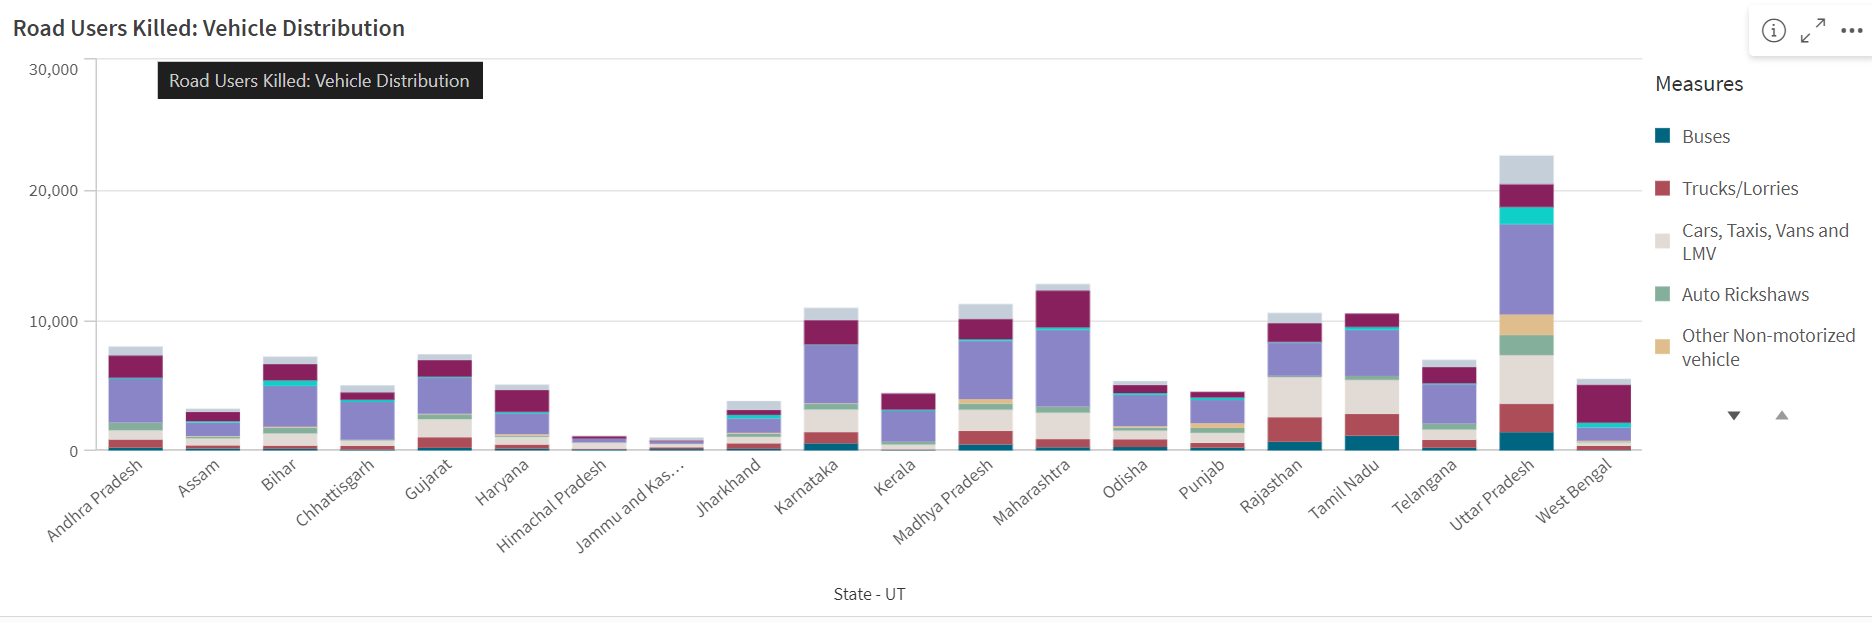 Road Users Killed: Vehicle Distribution
Road Users Killed: Vehicle Distribution
30,000
20,000
10,000
0
Andhra Pradesh
Assam
Bihar
Chhattisgarh
Gujarat
Haryana
Himachal Pradesh
Jammu and Kas...
Jharkhand
Karnataka
Kerala
Madhya Pradesh
Maharashtra
Odisha
Punjab
Rajasthan
Tamil Nadu
Telangana
Uttar Pradesh
West Bengal
State - UT
Measures
Buses
Trucks/Lorries
Cars, Taxis, Vans and
LMV
Auto Rickshaws
Other Non-motorized
vehicle